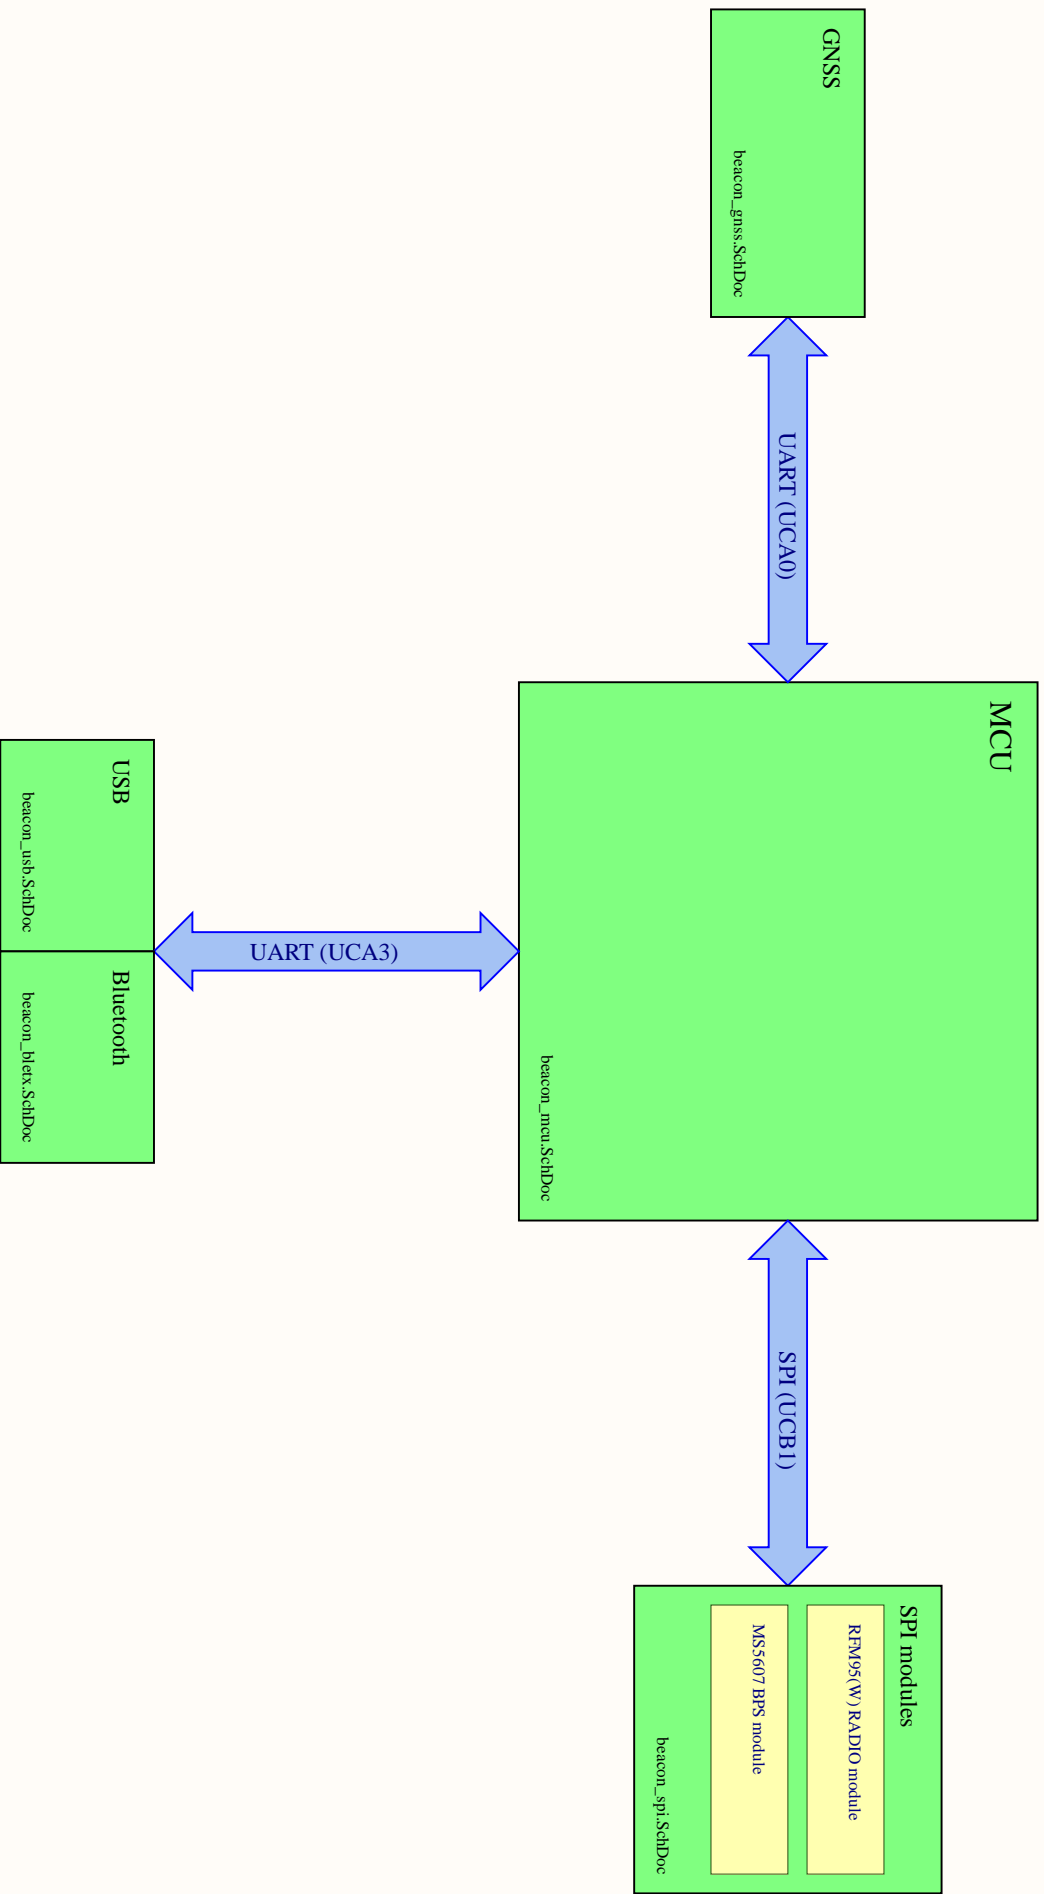 GNSS
beacon_gnss.SchDoc
UART (UCA0)
MCU
beacon_mcu.SchDoc
SPI (UCB1)
SPI modules
RFM95(W) RADIO module
MS5607 BPS module
beacon_spi.SchDoc
UART (UCA3)
USB
beacon_usb.SchDoc
Bluetooth
beacon_bletx.SchDoc